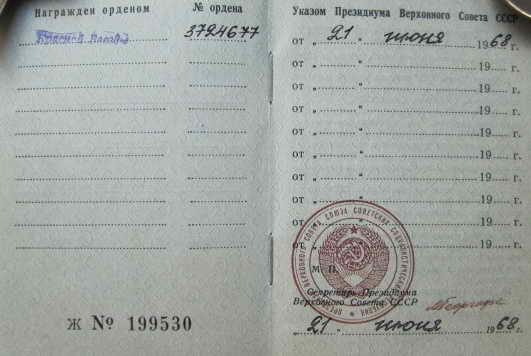 Награжден орденом
№ ордена
Красной Звезды
3724677
Ж № 199530
Указом Президиума Верховного Совета СССР
от „ 21 “ июня 1968 г.
от „ “ 19 г.
от „ “ 19 г.
от „ “ 19 г.
от „ “ 19 г.
от „ “ 19 г.
от „ “ 19 г.
от „ “ 19 г.
от „ “ 19 г.
от „ “ 19 г.
М. П.
Секретарь Президиума
Верховного Совета СССР
„ 21 “ июня 1968 г.